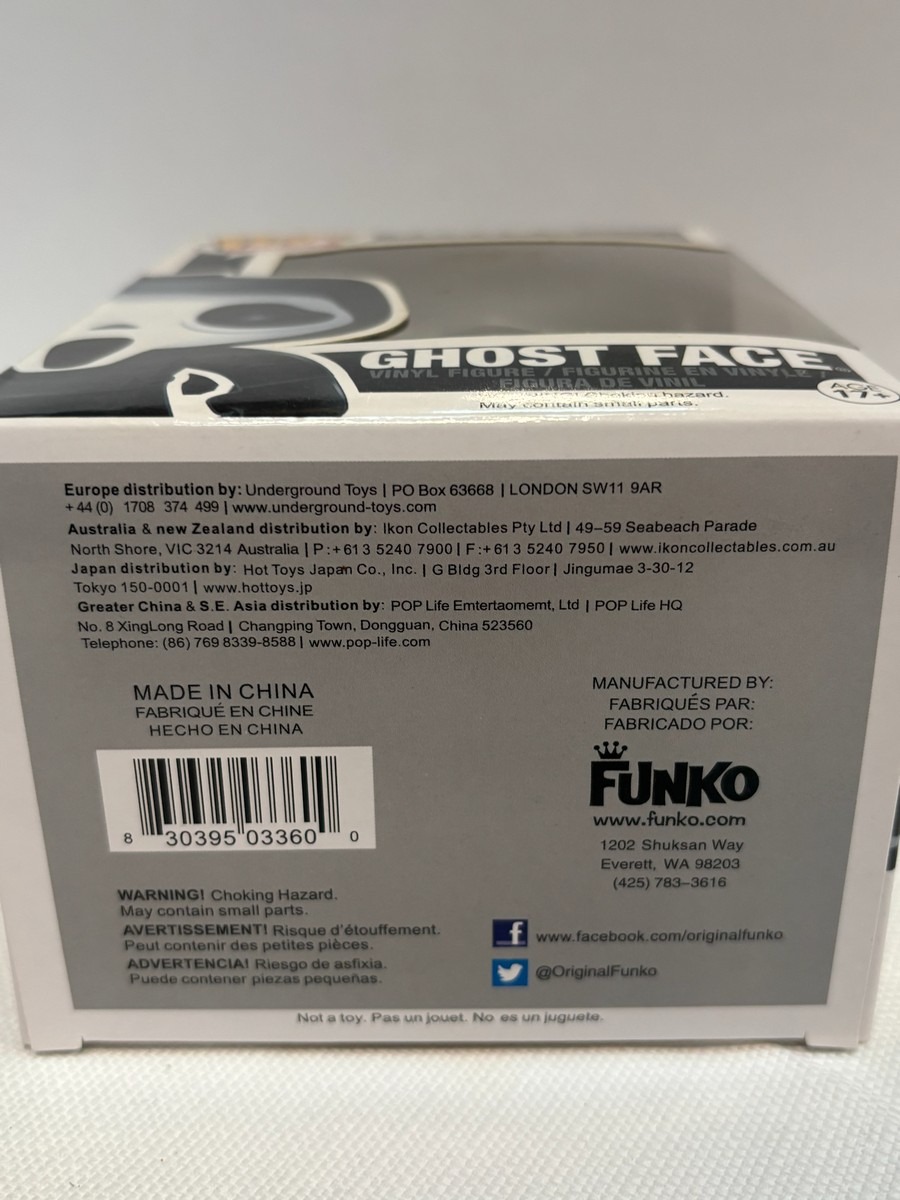 GHOST FACE
VINYL FIGURE / FIGURINE EN VINYLE /
FIGURA DE VINIL
hazard.
May contain small parts.
AGE
17+
Europe distribution by: Underground Toys | PO Box 63668 | LONDON SW11 9AR
+44 (0) 1708 374 499 | www.underground-toys.com
Australia & new Zealand distribution by: Ikon Collectables Pty Ltd | 49–59 Seabeach Parade
North Shore, VIC 3214 Australia | P:+61 3 5240 7900 | F:+61 3 5240 7950 | www.ikoncollectables.com.au
Japan distribution by: Hot Toys Japan Co., Inc. | G Bldg 3rd Floor | Jingumae 3-30-12
Tokyo 150-0001 | www.hottoys.jp
Greater China & S.E. Asia distribution by: POP Life Emtertaomemt, Ltd | POP Life HQ
No. 8 XingLong Road | Changping Town, Dongguan, China 523560
Telephone: (86) 769 8339-8588 | www.pop-life.com
MADE IN CHINA
FABRIQUÉ EN CHINE
HECHO EN CHINA
8 30395 03360 0
MANUFACTURED BY:
FABRIQUÉS PAR:
FABRICADO POR:
FUNKO
www.funko.com
1202 Shuksan Way
Everett, WA 98203
(425) 783–3616
WARNING! Choking Hazard.
May contain small parts.
AVERTISSEMENT! Risque d'étouffement.
Peut contenir des petites pièces.
ADVERTENCIA! Riesgo de asfixia.
Puede contener piezas pequeñas.
f www.facebook.com/originalfunko
@OriginalFunko
Not a toy. Pas un jouet. No es un juguete.